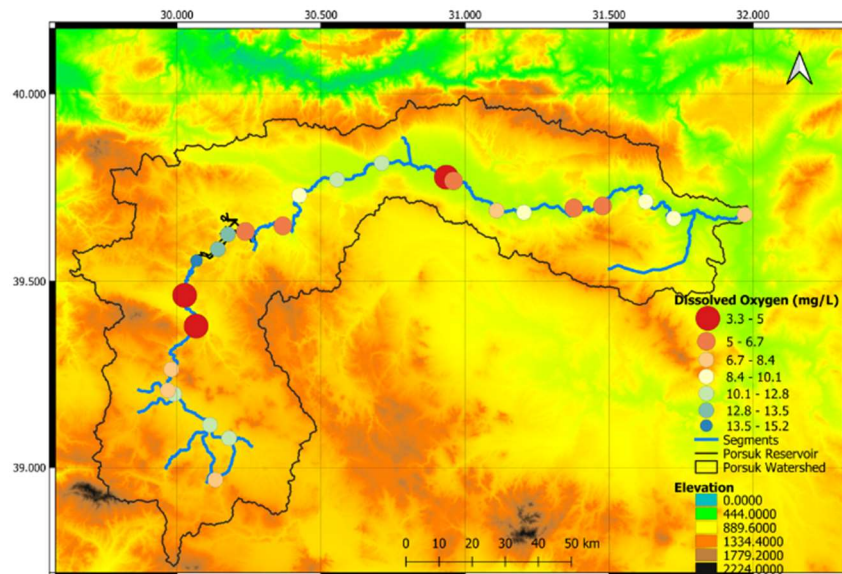 30.000 30.500 31.000 31.500 32.000
40.000
39.500
39.000
Dissolved Oxygen (mg/L)
3.3 - 5
5 - 6.7
6.7 - 8.4
8.4 - 10.1
10.1 - 12.8
12.8 - 13.5
13.5 - 15.2
Segments
Porsuk Reservoir
Porsuk Watershed
Elevation
0.0000
444.0000
889.6000
1334.4000
1779.2000
2224.0000
0 10 20 30 40 50 km